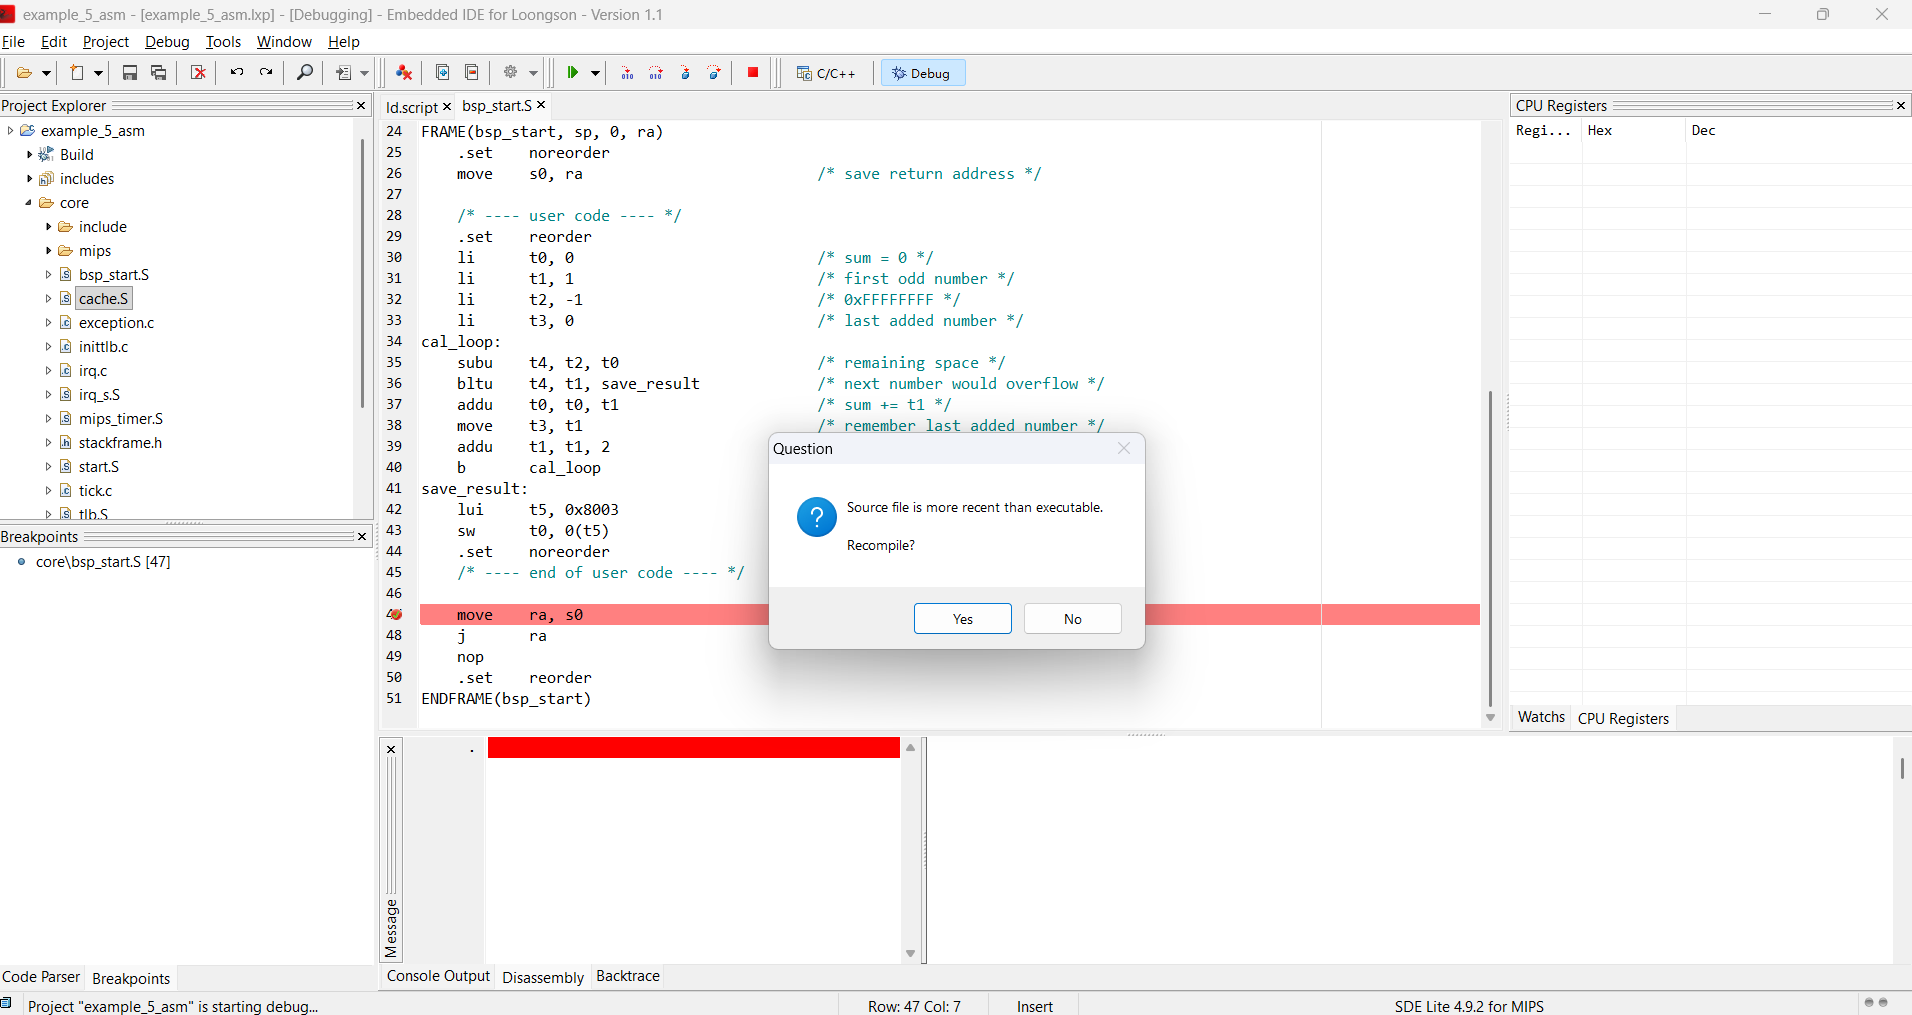 example_5_asm - [example_5_asm.lxp] - [Debugging] - Embedded IDE for Loongson - Version 1.1
File Edit Project Debug Tools Window Help
C/C++ Debug
Project Explorer
example_5_asm
Build
includes
core
include
mips
bsp_start.S
cache.S
exception.c
inittlb.c
irq.c
irq_s.S
mips_timer.S
stackframe.h
start.S
tick.c
tlb.S
Breakpoints
core\bsp_start.S [47]
Code Parser Breakpoints
ld.script bsp_start.S
24 FRAME(bsp_start, sp, 0, ra)
25 .set noreorder
26 move s0, ra /* save return address */
27
28 /* ---- user code ---- */
29 .set reorder
30 li t0, 0 /* sum = 0 */
31 li t1, 1 /* first odd number */
32 li t2, -1 /* 0xFFFFFFFF */
33 li t3, 0 /* last added number */
34 cal_loop:
35 subu t4, t2, t0 /* remaining space */
36 bltu t4, t1, save_result /* next number would overflow */
37 addu t0, t0, t1 /* sum += t1 */
38 move t3, t1 /* remember last added number */
39 addu t1, t1, 2
40 b cal_loop
41 save_result:
42 lui t5, 0x8003
43 sw t0, 0(t5)
44 .set noreorder
45 /* ---- end of user code ---- */
46
move ra, s0
48 j ra
49 nop
50 .set reorder
51 ENDFRAME(bsp_start)
Question
Source file is more recent than executable.
Recompile?
Yes No
CPU Registers
Regi... Hex Dec
Watchs CPU Registers
Message
.
Console Output Disassembly Backtrace
Project "example_5_asm" is starting debug... Row: 47 Col: 7 Insert SDE Lite 4.9.2 for MIPS